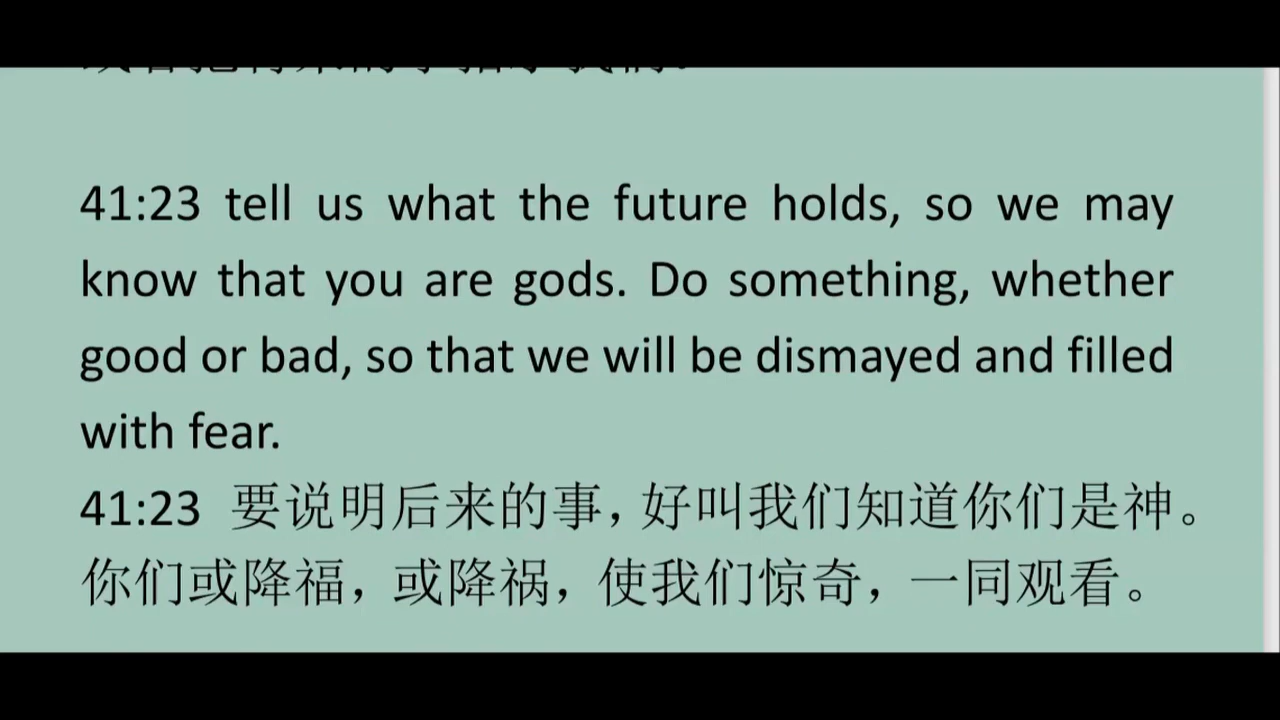 41:23 tell us what the future holds, so we may
know that you are gods. Do something, whether
good or bad, so that we will be dismayed and filled
with fear.
41:23 要说明后来的事，好叫我们知道你们是神。
你们或降福，或降祸，使我们惊奇，一同观看。